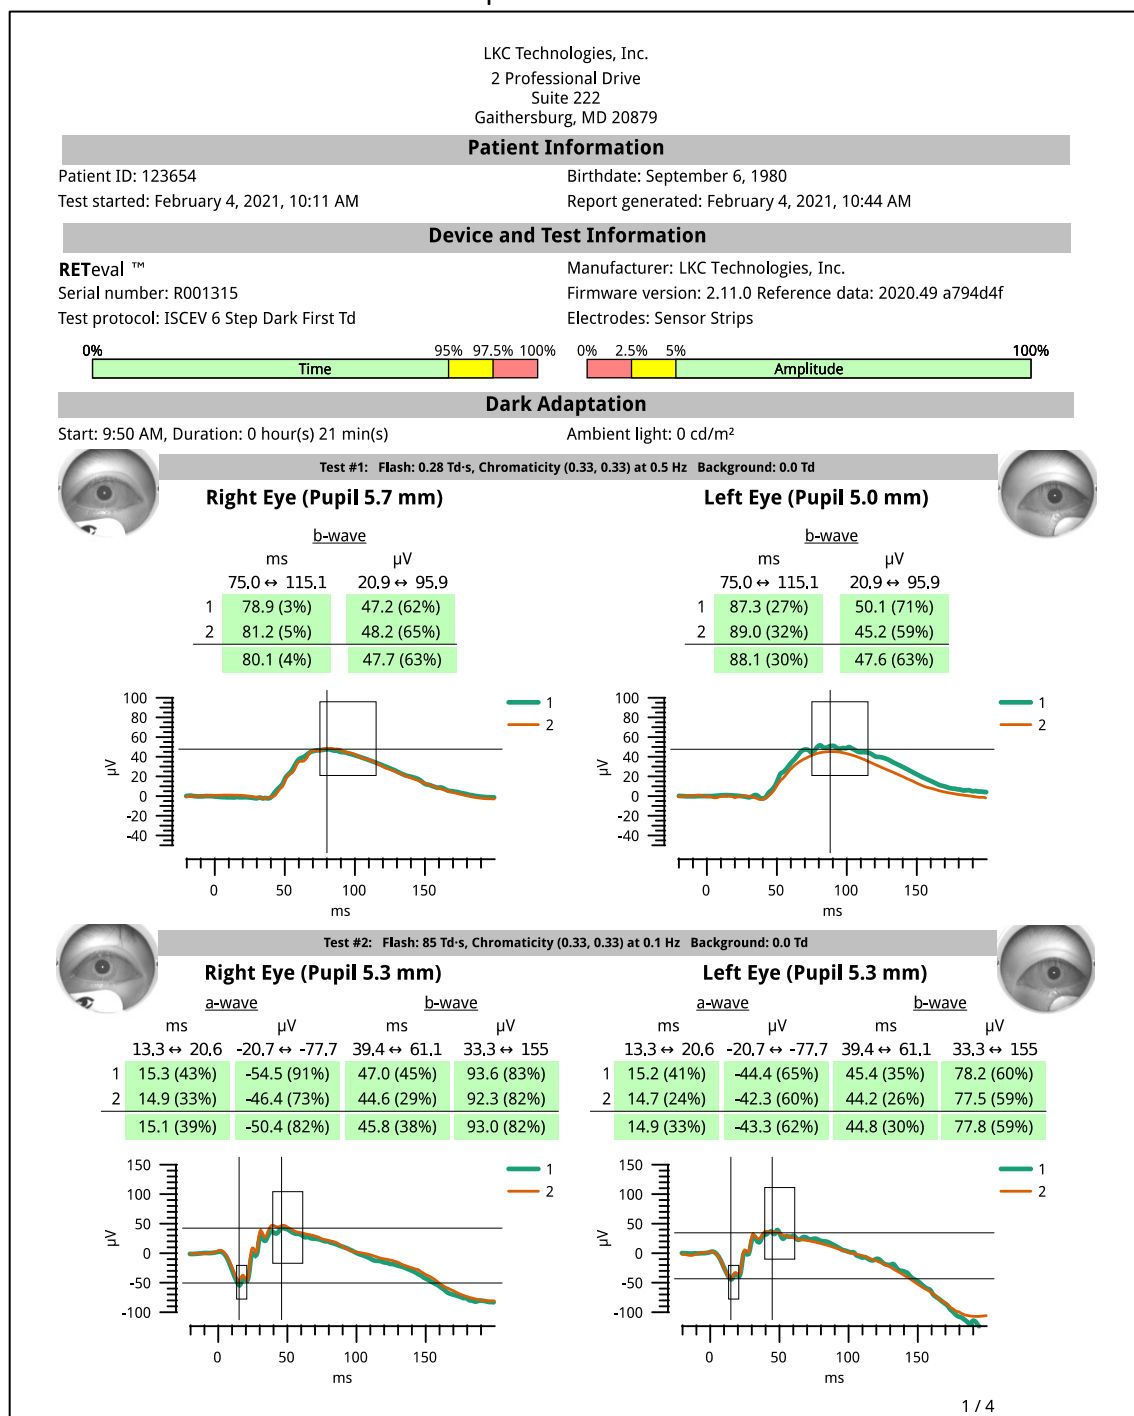 LKC Technologies, Inc.
2 Professional Drive
Suite 222
Gaithersburg, MD 20879
Patient Information
Patient ID: 123654 Birthdate: September 6, 1980
Test started: February 4, 2021, 10:11 AM Report generated: February 4, 2021, 10:44 AM
Device and Test Information
RETeval ™ Manufacturer: LKC Technologies, Inc.
Serial number: R001315 Firmware version: 2.11.0 Reference data: 2020.49 a794d4f
Test protocol: ISCEV 6 Step Dark First Td Electrodes: Sensor Strips
0% 95% 97.5% 100% 0% 2.5% 5% 100%
Time Amplitude
Dark Adaptation
Start: 9:50 AM, Duration: 0 hour(s) 21 min(s) Ambient light: 0 cd/m²
Test #1: Flash: 0.28 Td·s, Chromaticity (0.33, 0.33) at 0.5 Hz Background: 0.0 Td
Right Eye (Pupil 5.7 mm) Left Eye (Pupil 5.0 mm)
b-wave b-wave
ms µV ms µV
75.0 ↔ 115.1 20.9 ↔ 95.9 75.0 ↔ 115.1 20.9 ↔ 95.9
1 78.9 (3%) 47.2 (62%) 1 87.3 (27%) 50.1 (71%)
2 81.2 (5%) 48.2 (65%) 2 89.0 (32%) 45.2 (59%)
80.1 (4%) 47.7 (63%) 88.1 (30%) 47.6 (63%)
100 1 100 1
80 2 80 2
60 60
40 40
µV µV
20 20
0 0
-20 -20
-40 -40
0 50 100 150 0 50 100 150
ms ms
Test #2: Flash: 85 Td·s, Chromaticity (0.33, 0.33) at 0.1 Hz Background: 0.0 Td
Right Eye (Pupil 5.3 mm) Left Eye (Pupil 5.3 mm)
a-wave b-wave a-wave b-wave
ms µV ms µV ms µV ms µV
13.3 ↔ 20.6 -20.7 ↔ -77.7 39.4 ↔ 61.1 33.3 ↔ 155 13.3 ↔ 20.6 -20.7 ↔ -77.7 39.4 ↔ 61.1 33.3 ↔ 155
1 15.3 (43%) -54.5 (91%) 47.0 (45%) 93.6 (83%) 1 15.2 (41%) -44.4 (65%) 45.4 (35%) 78.2 (60%)
2 14.9 (33%) -46.4 (73%) 44.6 (29%) 92.3 (82%) 2 14.7 (24%) -42.3 (60%) 44.2 (26%) 77.5 (59%)
15.1 (39%) -50.4 (82%) 45.8 (38%) 93.0 (82%) 14.9 (33%) -43.3 (62%) 44.8 (30%) 77.8 (59%)
150 1 150 1
100 2 100 2
50 50
µV µV
0 0
-50 -50
-100 -100
0 50 100 150 0 50 100 150
ms ms
1 / 4